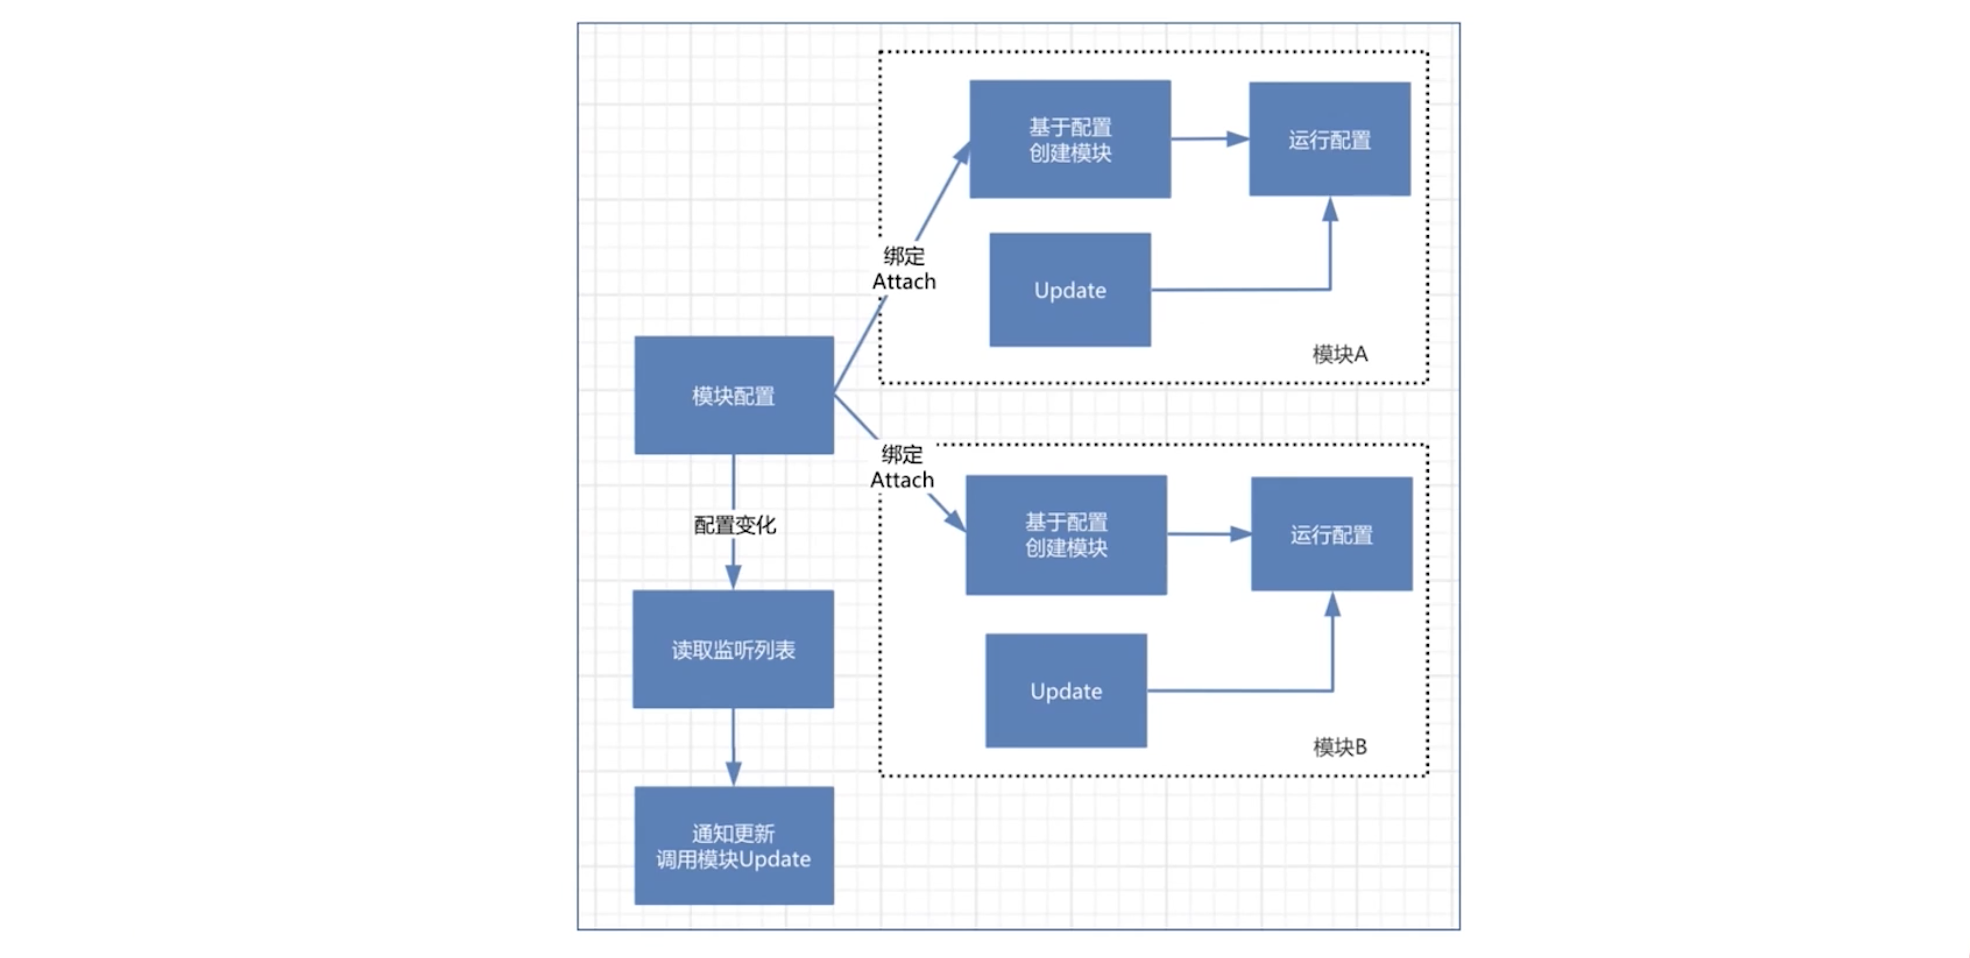 基于配置
创建模块
运行配置
绑定
Attach
Update
模块A
模块配置
绑定
Attach
基于配置
创建模块
运行配置
配置变化
读取监听列表
Update
模块B
通知更新
调用模块Update